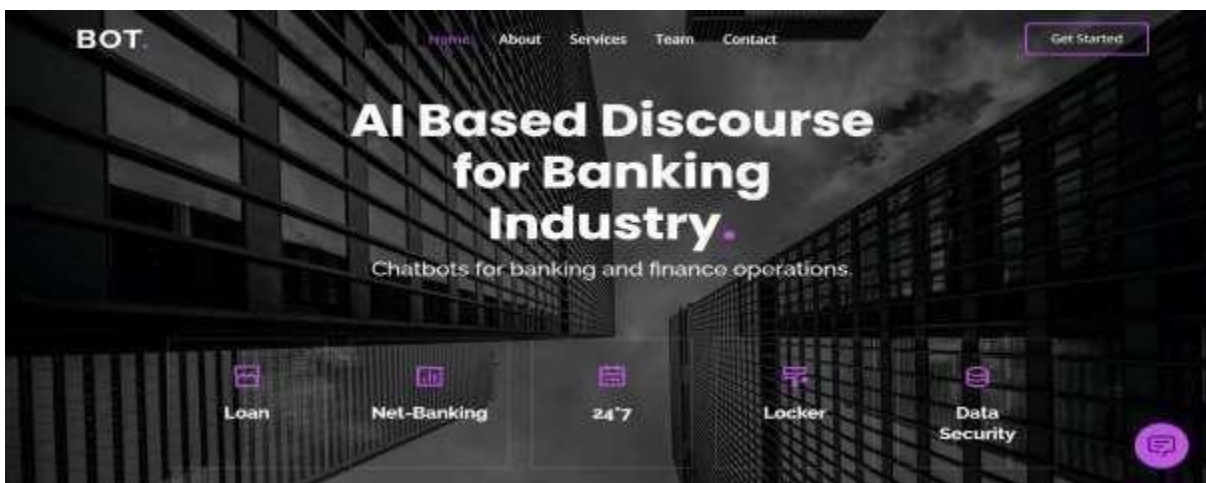 BOT.
Home About Services Team Contact
Get Started
AI Based Discourse
for Banking
Industry.
Chatbots for banking and finance operations.
Loan
Net-Banking
24*7
Locker
Data
Security